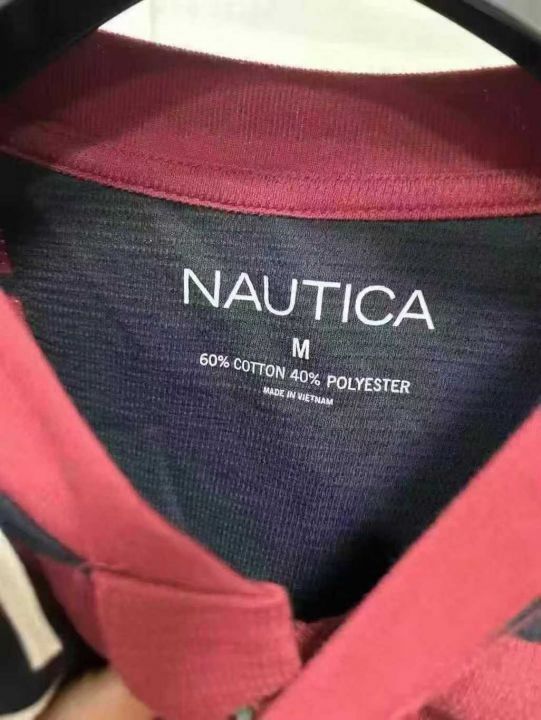 NAUTICA
M
60% COTTON 40% POLYESTER
MADE IN VIETNAM